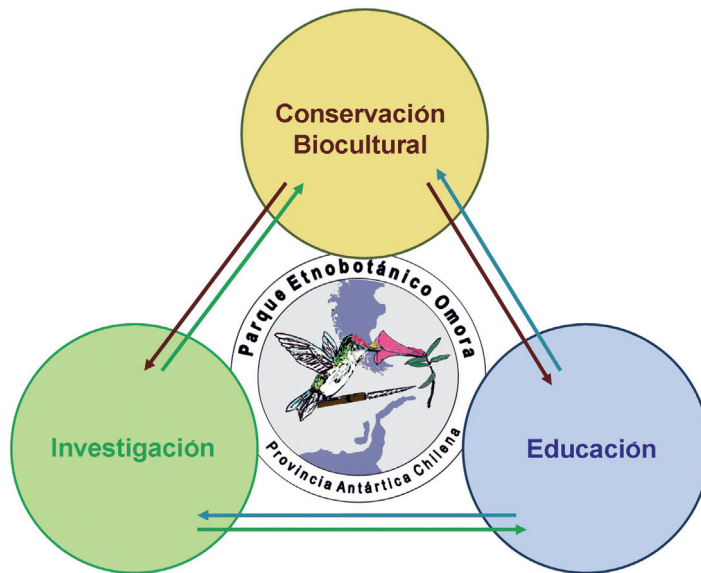 Conservación
Biocultural
Parque Etnobotánico Omora
Investigación
Educación
Provincia Antártica Chilena